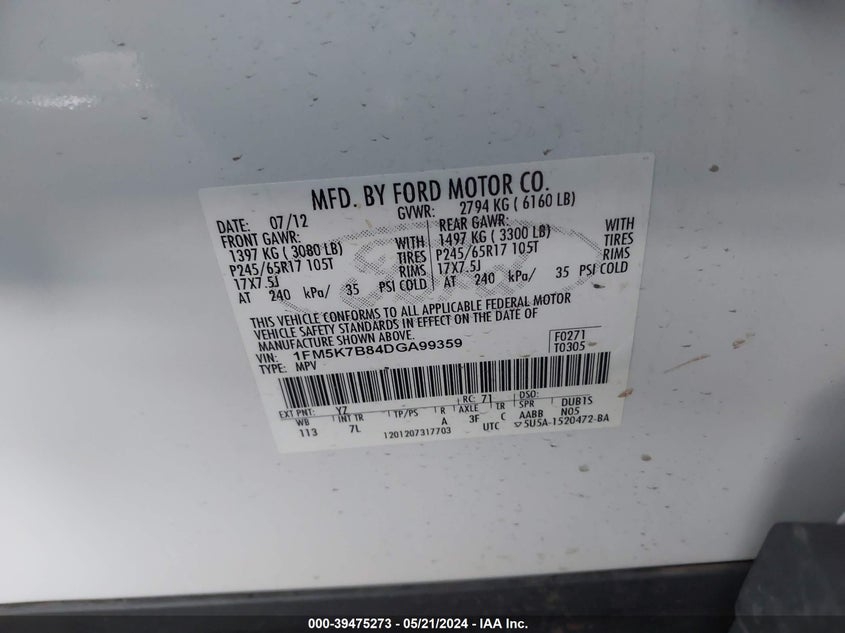 MFD. BY FORD MOTOR CO.
DATE: 07/12 GVWR: 2794 KG ( 6160 LB)
FRONT GAWR: REAR GAWR:
1397 KG ( 3080 LB) WITH 1497 KG ( 3300 LB) WITH
P245/65R17 105T TIRES P245/65R17 105T TIRES
17X7.5J RIMS 17X7.5J RIMS
AT 240 kPa/ 35 PSI COLD AT 240 kPa/ 35 PSI COLD
THIS VEHICLE CONFORMS TO ALL APPLICABLE FEDERAL MOTOR
VEHICLE SAFETY STANDARDS IN EFFECT ON THE DATE OF
MANUFACTURE SHOWN ABOVE.
VIN: 1FM5K7B84DGA99359 F0271
TYPE: MPV T0305
EXT PNT: YZ RC: 71 DSO:
WB INT TR TP/PS R AXLE TR SPR DUB1S
113 7L A 3F C AABB N05
1201207317703 UTC 5U5A-1520472-BA
000-39475273 - 05/21/2024 - IAA Inc.